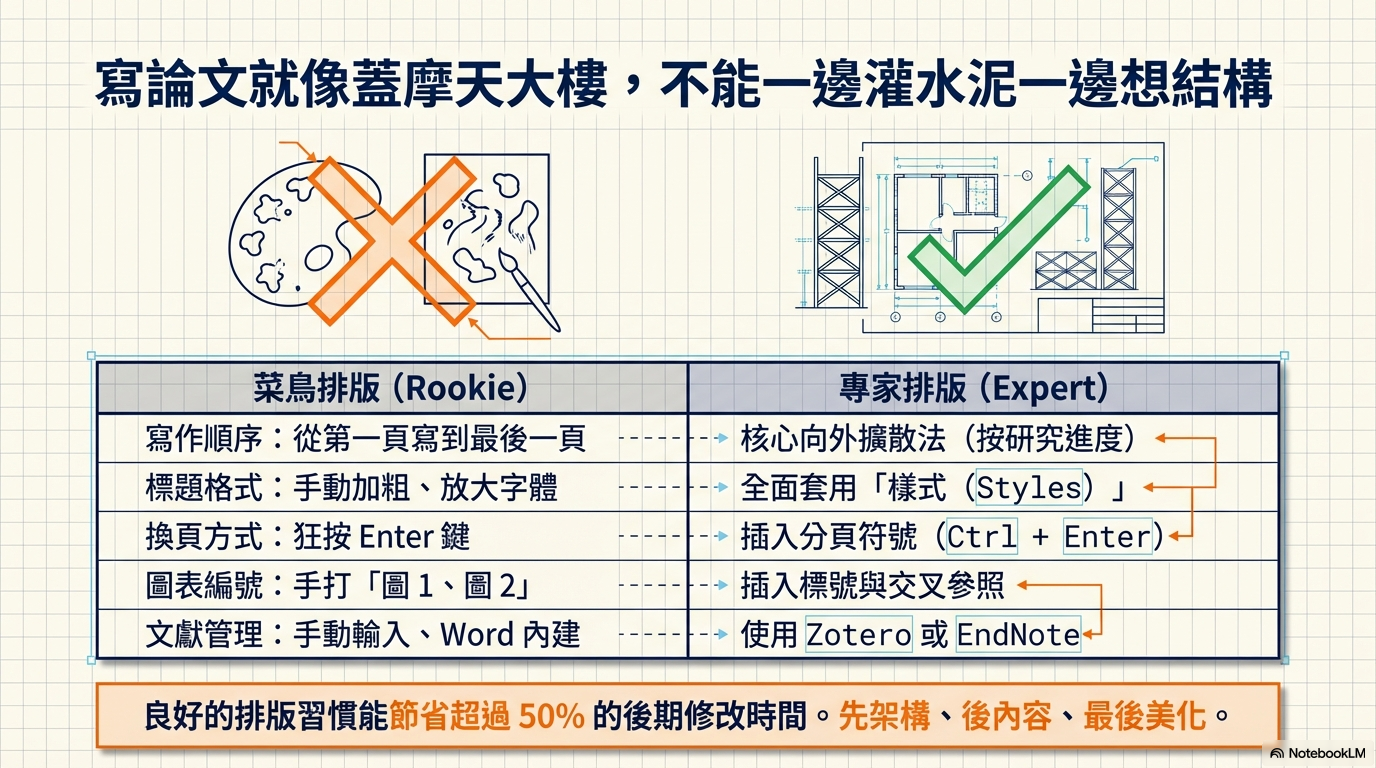 寫論文就像蓋摩天大樓，不能一邊灌水泥一邊想結構
菜鳥排版（Rookie）
專家排版（Expert）
寫作順序：從第一頁寫到最後一頁
核心向外擴散法（按研究進度）
標題格式：手動加粗、放大字體
全面套用「樣式（Styles）」
換頁方式：狂按 Enter 鍵
插入分頁符號（Ctrl + Enter）
圖表編號：手打「圖 1、圖 2」
插入標號與交叉參照
文獻管理：手動輸入、Word 內建
使用 Zotero 或 EndNote
良好的排版習慣能節省超過 50% 的後期修改時間。先架構、後內容、最後美化。
NotebookLM